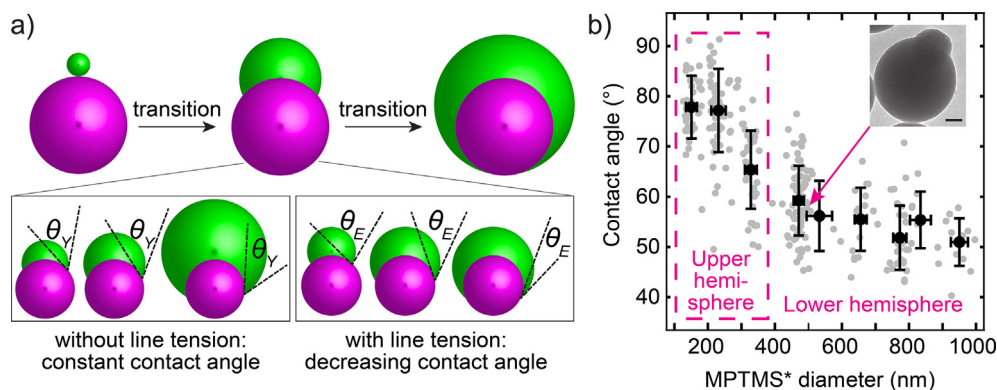 a)
transition
transition
θY
θY
θY
θE
θE
θE
without line tension:
constant contact angle
with line tension:
decreasing contact angle
b)
Contact angle (°)
90
80
70
60
50
40
Upper
hemi-
sphere
Lower hemisphere
200
400
600
800
1000
MPTMS* diameter (nm)